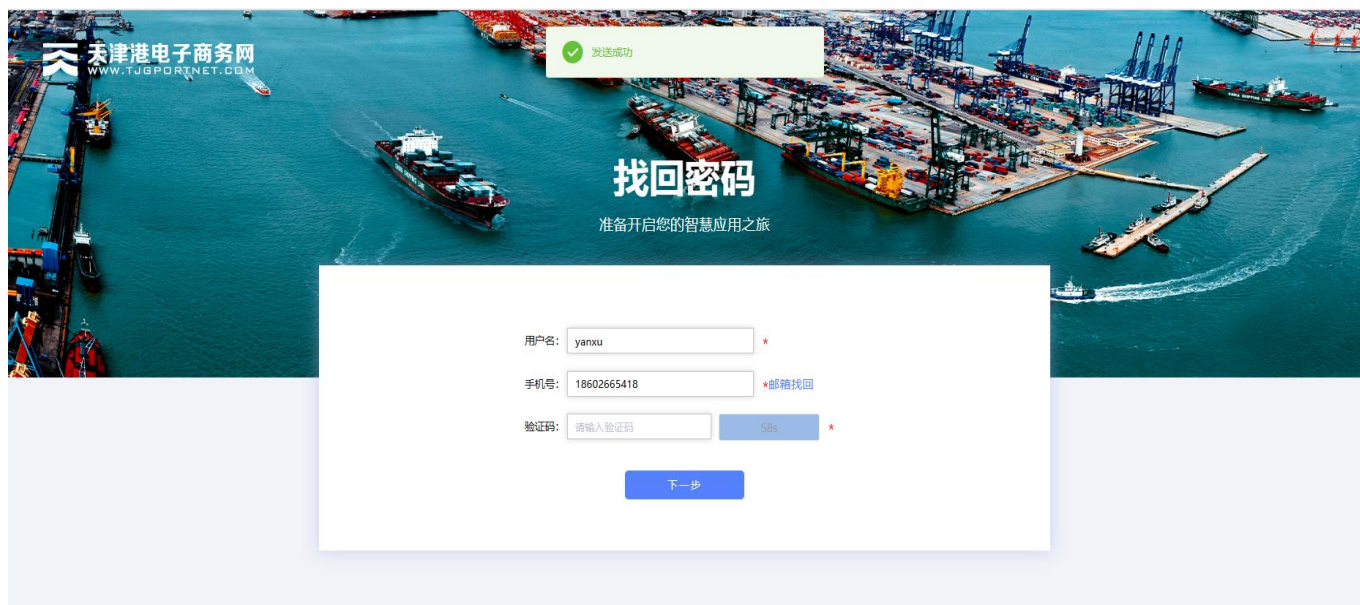 天津港电子商务网
WWW.TJGPORTNET.COM
发送成功
找回密码
准备开启您的智慧应用之旅
用户名: yanxu *
手机号: 18602665418 *邮箱找回
验证码: 请输入验证码 58s *
下一步